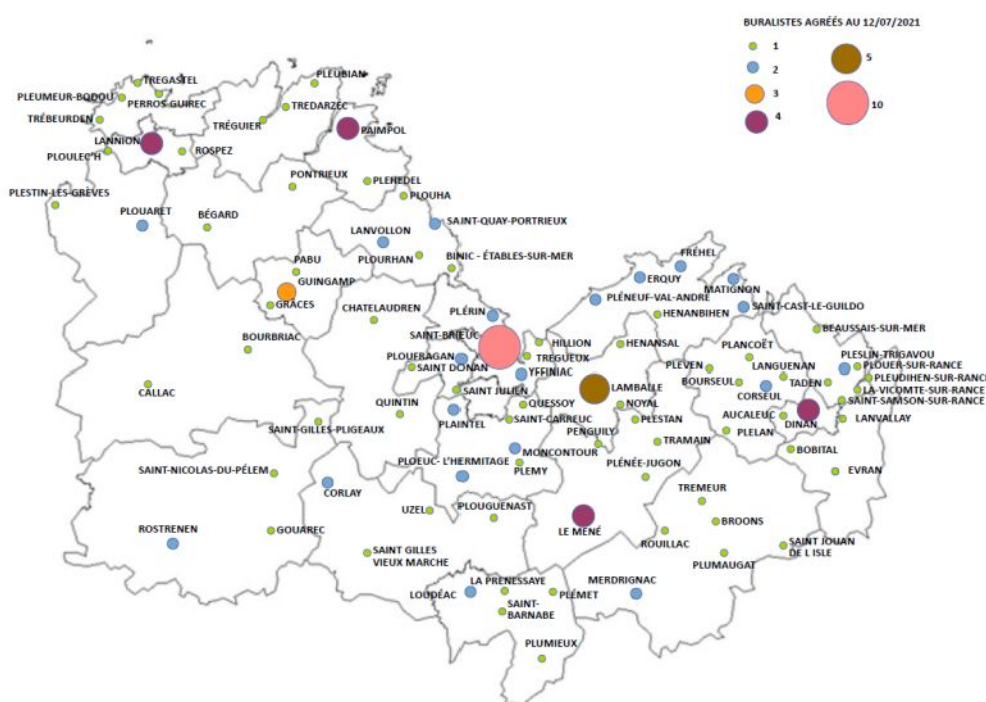 BURALISTES AGRÉÉS AU 12/07/2021
1
2
3
4
5
10
TREGASTEL
PLEUBIAN
PLEUMEUR-BODOU
PERROS-GUIREC
TREDARZEC
TRÉBEURDEN
TRÉGUIER
PAIMPOL
LANNION
PLOULEC'H
ROSPEZ
PONTRIEUX
PLEHEDEL
PLOUHA
PLESTIN-LES-GRÈVES
PLOUARET
BÉGARD
SAINT-QUAY-PORTRIEUX
LANVOLLON
PLOURHAN
BINIC - ÉTABLES-SUR-MER
PABU
GUINGAMP
GRÂCES
FRÉHEL
ERQUY
MATIGNON
PLÉNEUF-VAL-ANDRÉ
SAINT-CAST-LE-GUILDO
HENANBIHEN
CHATELAUDREN
PLÉRIN
BEAUSSAIS-SUR-MER
BOURBRIAC
SAINT-BRIEUC
HILLION
HENANSAL
PLANCOËT
PLESLIN-TRIGAVOU
PLOUFRAGAN
TREGUEUX
PLEVEN
LANGUENAN
PLOUER-SUR-RANCE
SAINT DONAN
YFFINIAC
BOURSEUL
TADEN
PLEUDIHEN-SUR-RANCE
CALLAC
SAINT JULIEN
LAMBALLE
CORSEUL
LA-VICOMTE-SUR-RANCE
SAINT-SAMSON-SUR-RANCE
QUINTIN
QUESSOY
NOYAL
AUCALEUC
SAINT-GILLES-PLIGEAUX
PLAINTEL
SAINT-CARREUC
PLESTAN
DINAN
LANVALLAY
PENGUILY
PLELAN
TRAMAIN
BOBITAL
MONCONTOUR
SAINT-NICOLAS-DU-PÉLEM
PLOEUC- L'HERMITAGE
PLEMY
PLÉNÉE-JUGON
EVRAN
CORLAY
TREMEUR
UZEL
PLOUGUENAST
ROSTRENEN
GOUAREC
LE MENÉ
BROONS
ROUILLAC
SAINT GILLES
VIEUX MARCHE
SAINT JOUAN
DE L ISLE
PLUMAUGAT
LA PRENESSAYE
MERDRIGNAC
LOUDÉAC
PLÉMET
SAINT-
BARNABE
PLUMIEUX